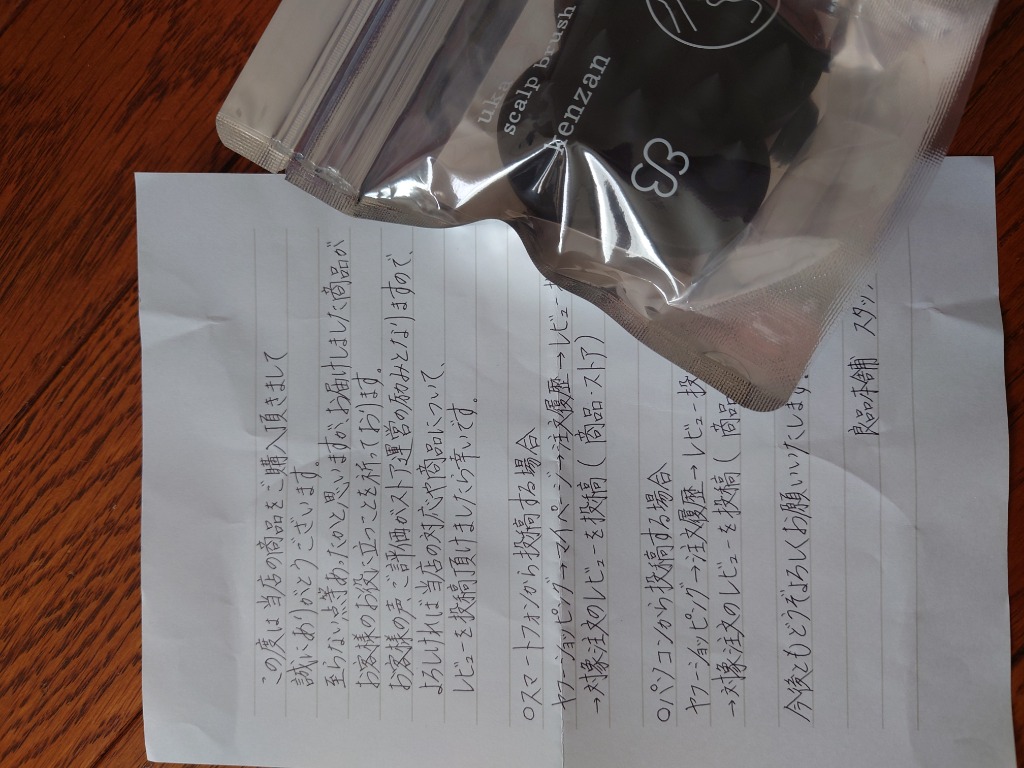 uka
scalp brush
kenzan
この度は当店の商品をご購入頂きまして
誠にありがとうございます。
至らない点等あったかと思いますが、お届けしました商品が
お客様のお役に立つことを祈っております。
お客様の声、ご評価がストア運営の励みとなりますので、
よろしければ当店の対応や商品について、
レビューを投稿頂けましたら幸いです。
○スマートフォンから投稿する場合
ヤフーショッピング→マイページ→注文履歴→レビュー投
→対象注文のレビューを投稿(商品・ストア)
○パソコンから投稿する場合
ヤフーショッピング→注文履歴→レビュー投
→対象注文のレビューを投稿(商品
今後ともどうぞよろしくお願いいたします
良品本舗 スタッ